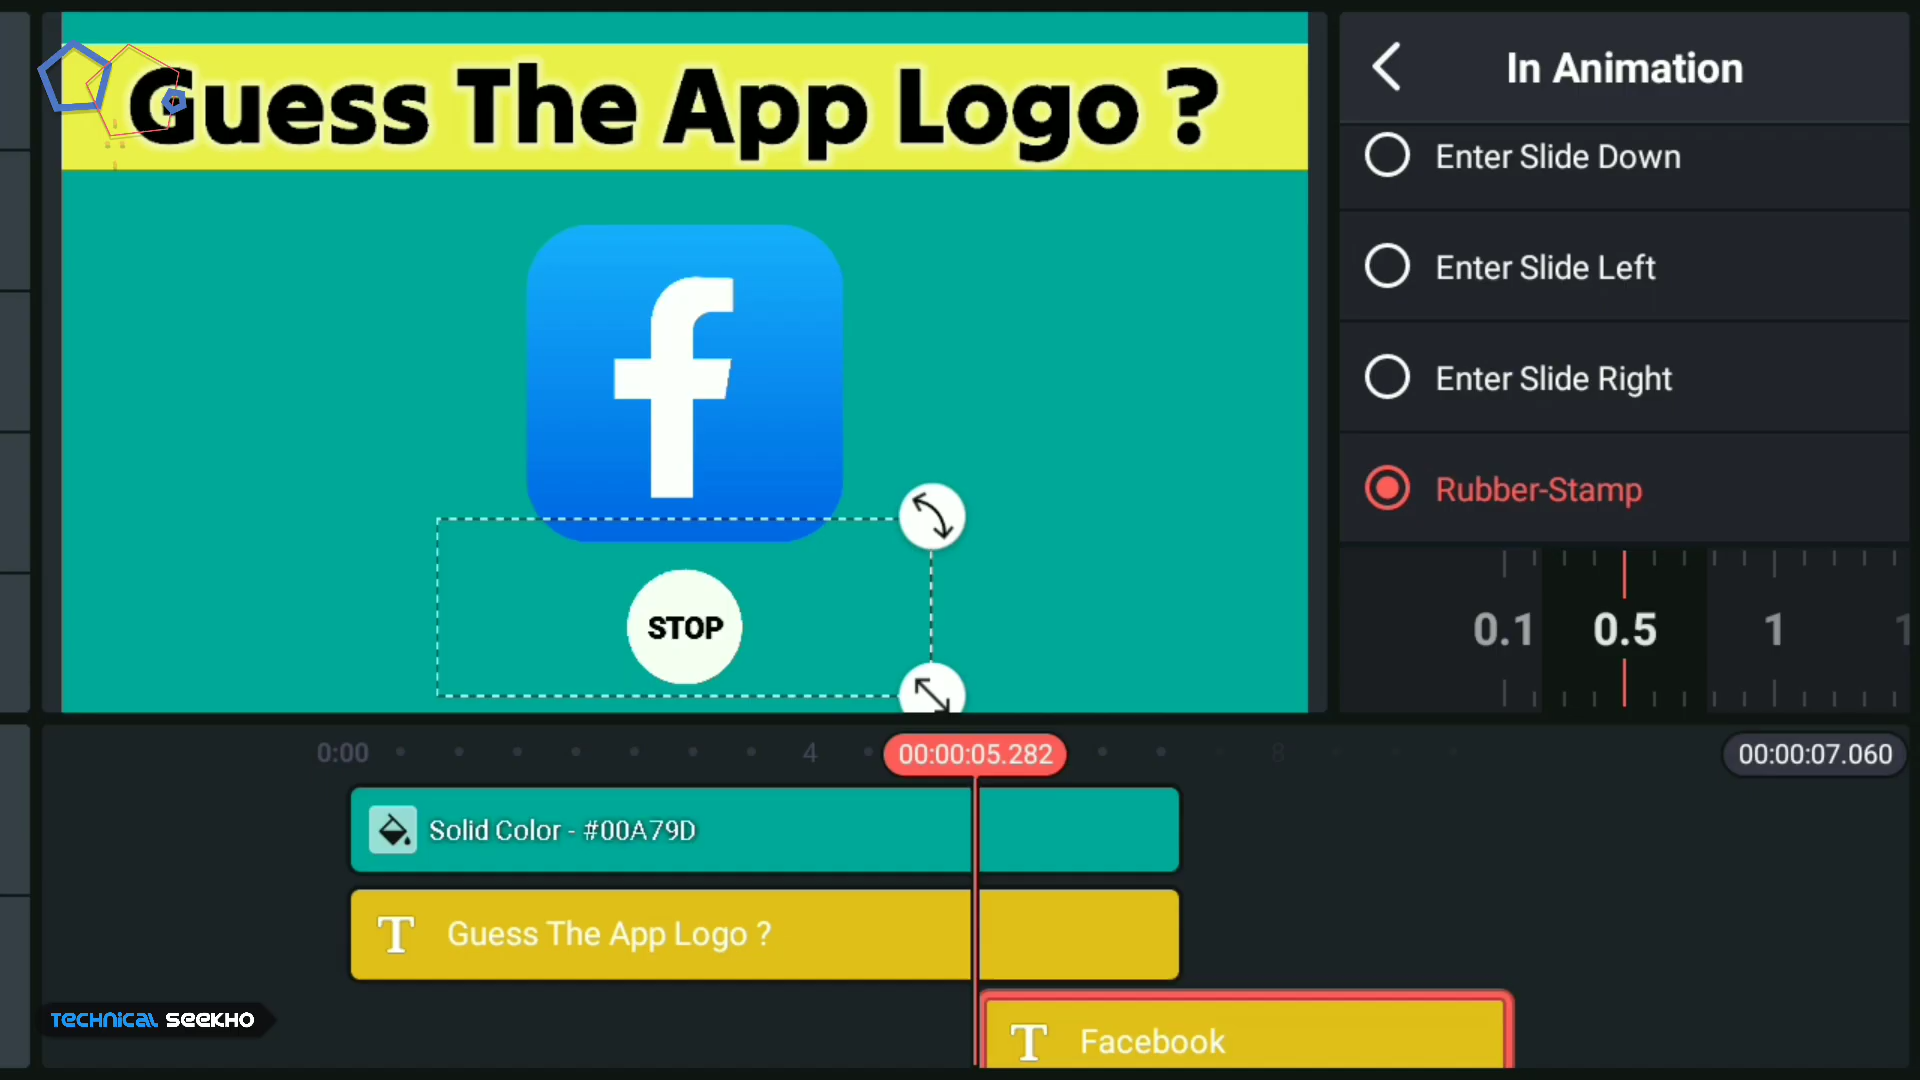 Guess The App Logo ?
In Animation
Enter Slide Down
Enter Slide Left
Enter Slide Right
Rubber-Stamp
STOP
0.1 0.5 1 1
0:00 4 00:00:05.282 8 00:00:07.060
Solid Color - #00A79D
T Guess The App Logo ?
TECHNICAL SEEKHO
T Facebook